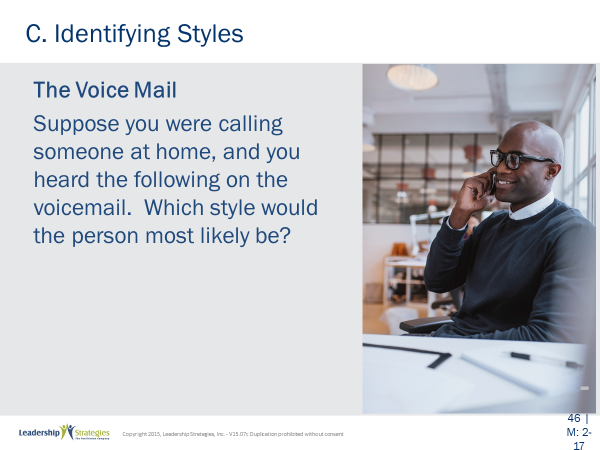 C. Identifying Styles
The Voice Mail
Suppose you were calling
someone at home, and you
heard the following on the
voicemail.  Which style would
the person most likely be?
Leadership Strategies
The Facilitation Company
Copyright 2015, Leadership Strategies, Inc. - V15.07c Duplication prohibited without consent
46 |
M: 2-
17